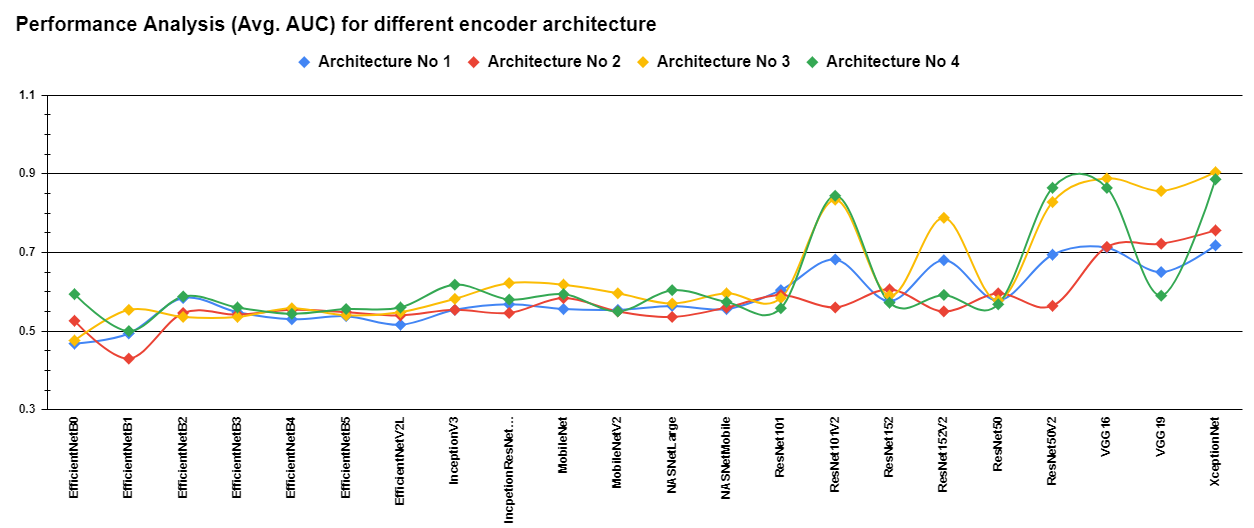 Performance Analysis (Avg. AUC) for different encoder architecture
Architecture No 1
Architecture No 2
Architecture No 3
Architecture No 4
1.1
0.9
0.7
0.5
0.3
EfficientNetB0
EfficientNetB1
EfficientNetB2
EfficientNetB3
EfficientNetB4
EfficientNetB5
EfficientNetV2L
InceptionV3
IncpetionResNet...
MobileNet
MobileNetV2
NASNetLarge
NASNetMobile
ResNet101
ResNet101V2
ResNet152
ResNet152V2
ResNet50
ResNet50V2
VGG16
VGG19
XceptionNet